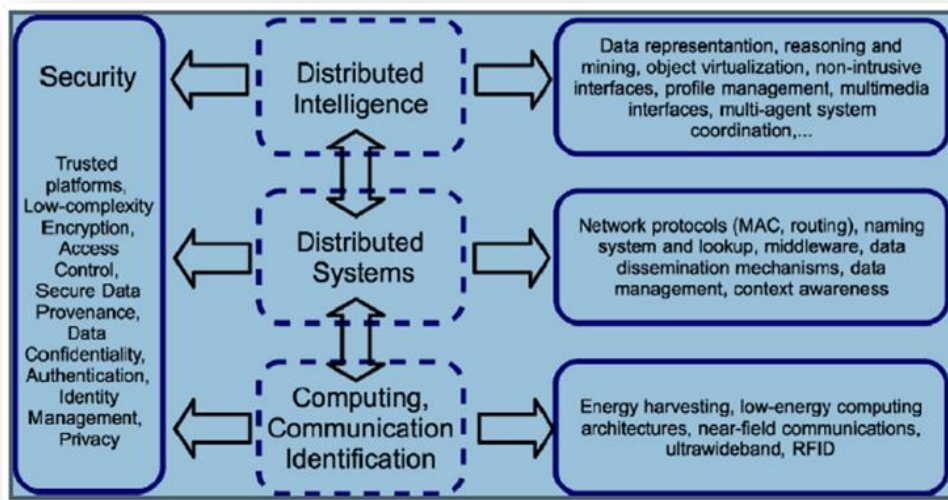 Security
Trusted
platforms,
Low-complexity
Encryption,
Access
Control,
Secure Data
Provenance,
Data
Confidentiality,
Authentication,
Identity
Management,
Privacy
Distributed
Intelligence
Data representantion, reasoning and
mining, object virtualization, non-intrusive
interfaces, profile management, multimedia
interfaces, multi-agent system
coordination,...
Distributed
Systems
Network protocols (MAC, routing), naming
system and lookup, middleware, data
dissemination mechanisms, data
management, context awareness
Computing,
Communication
Identification
Energy harvesting, low-energy computing
architectures, near-field communications,
ultrawideband, RFID